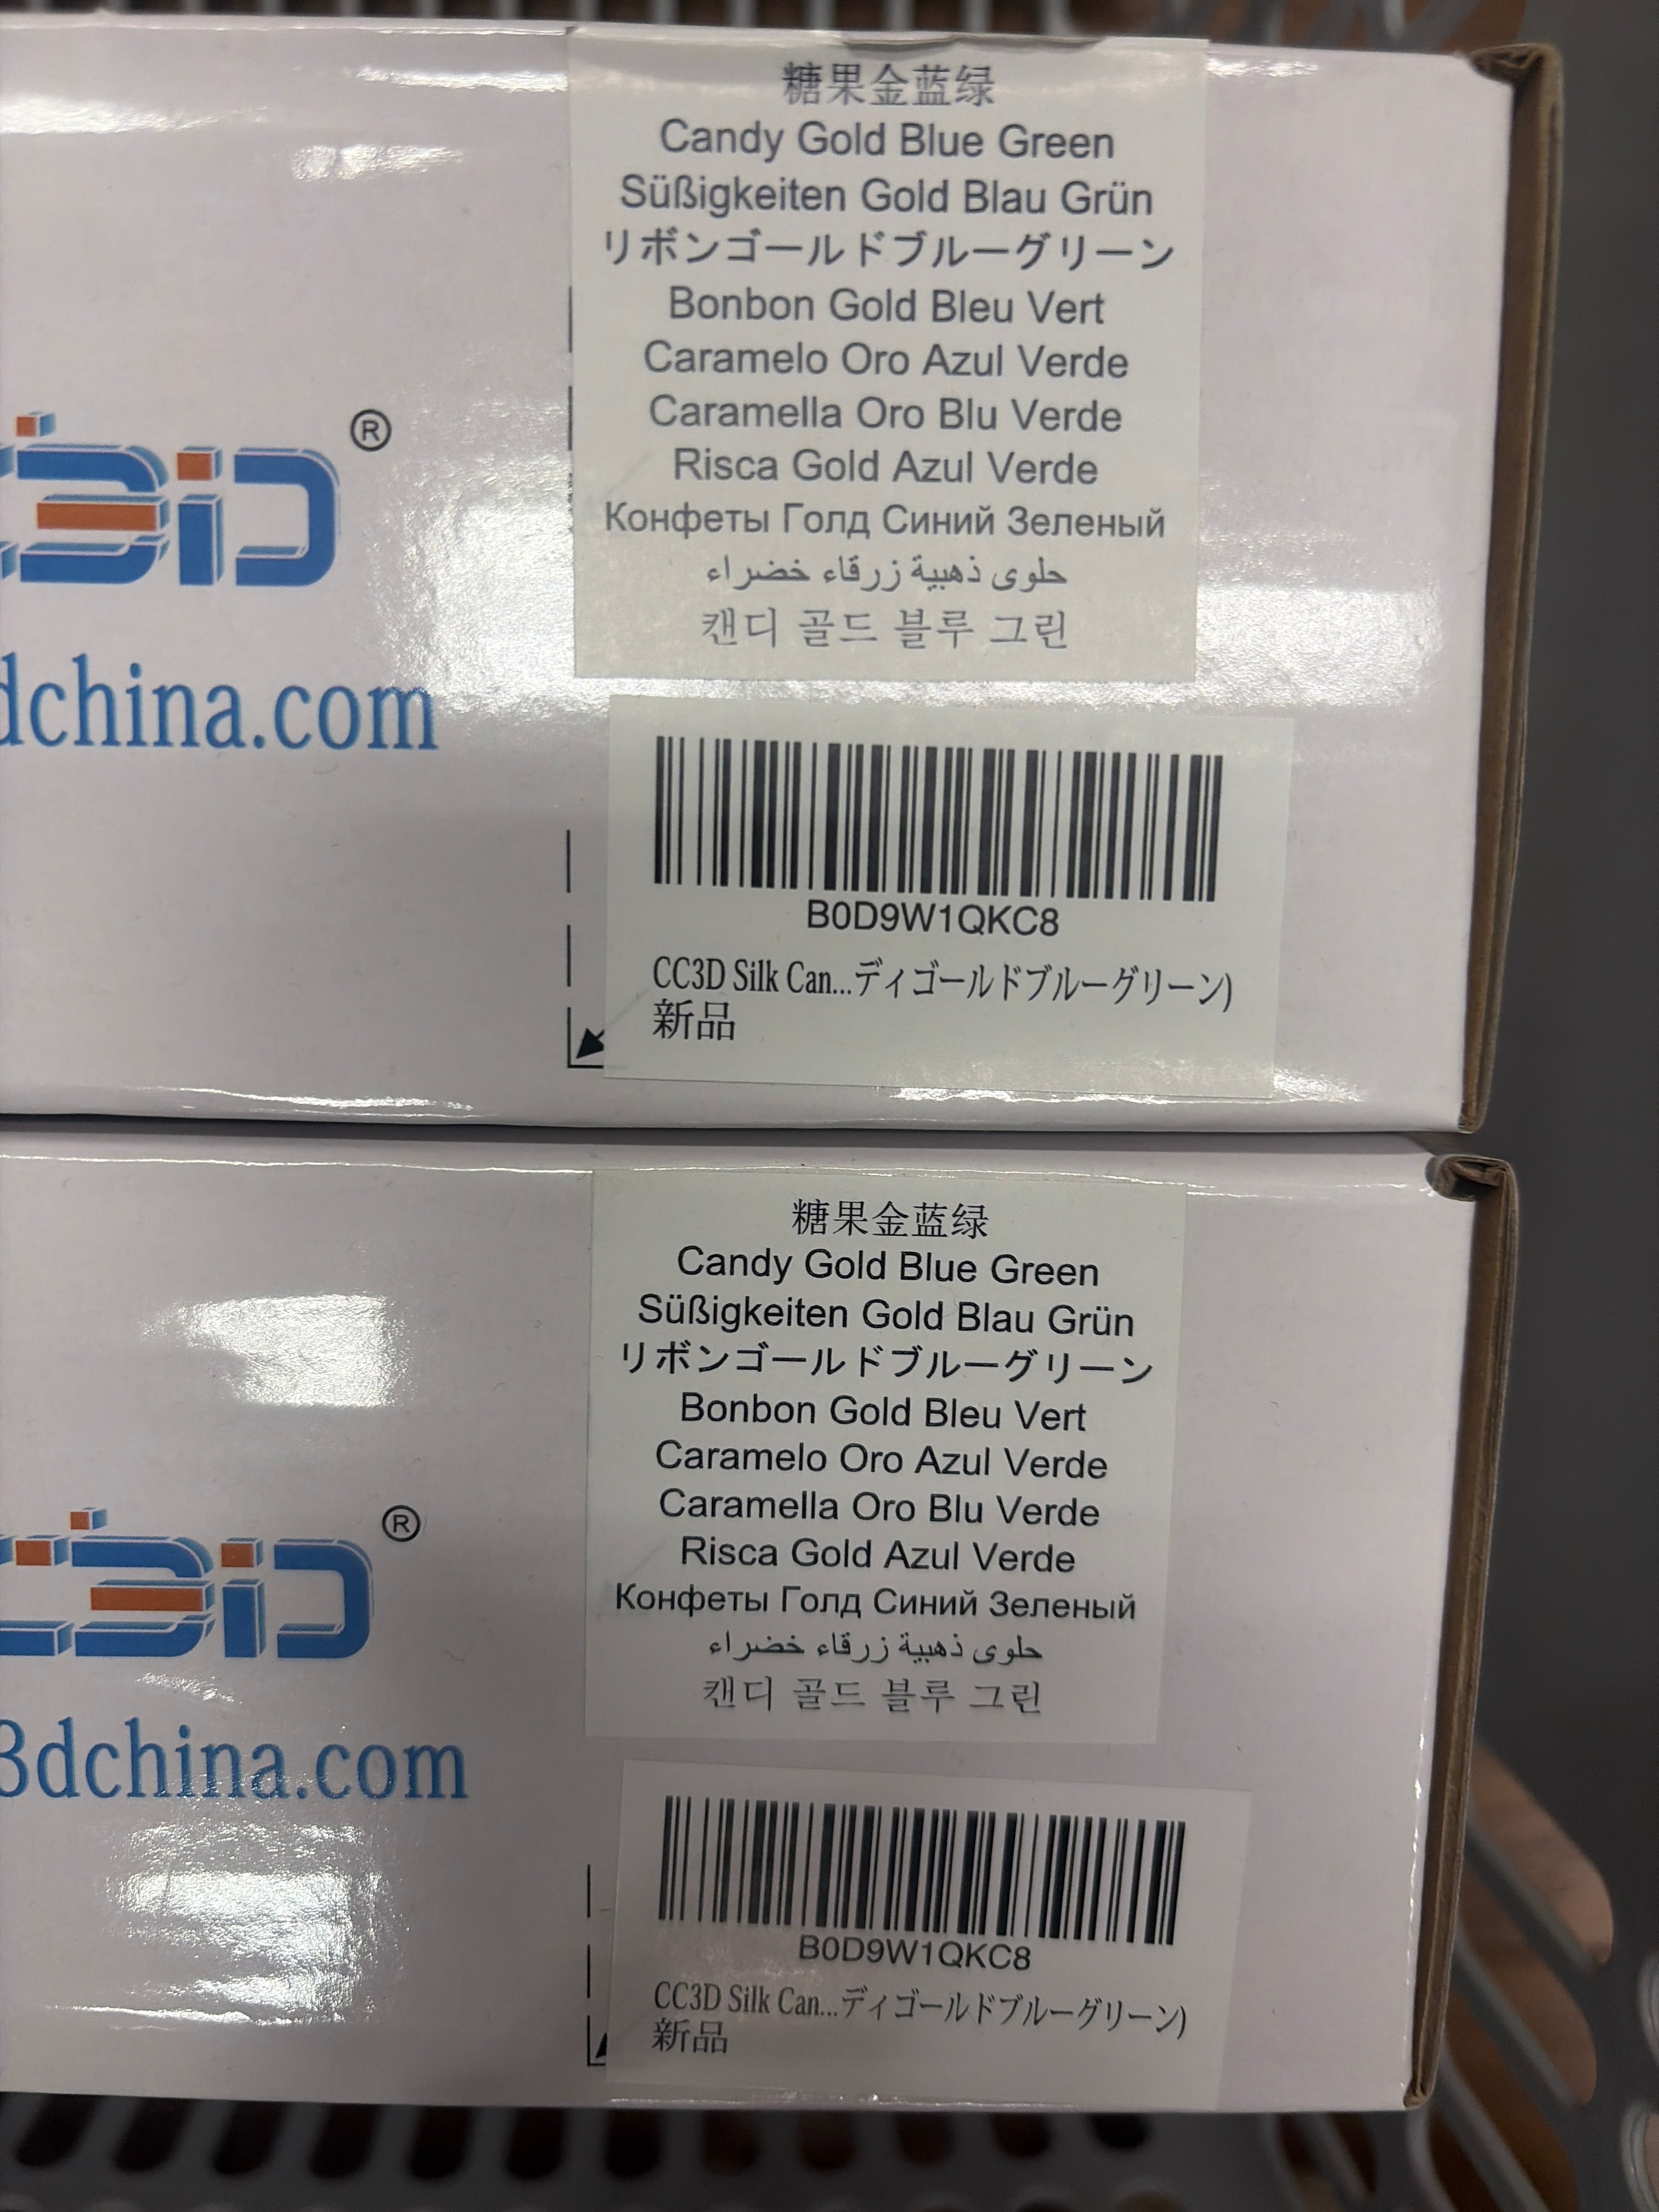 糖果金蓝绿
Candy Gold Blue Green
Süßigkeiten Gold Blau Grün
リボンゴールドブルーグリーン
Bonbon Gold Bleu Vert
Caramelo Oro Azul Verde
Caramella Oro Blu Verde
Risca Gold Azul Verde
Конфеты Голд Синий Зеленый
حلوى ذهبية زرقاء خضراء
캔디 골드 블루 그린
3D®
dchina.com
B0D9W1QKC8
CC3D Silk Can...ディゴールドブルーグリーン)
新品
糖果金蓝绿
Candy Gold Blue Green
Süßigkeiten Gold Blau Grün
リボンゴールドブルーグリーン
Bonbon Gold Bleu Vert
Caramelo Oro Azul Verde
Caramella Oro Blu Verde
Risca Gold Azul Verde
Конфеты Голд Синий Зеленый
حلوى ذهبية زرقاء خضراء
캔디 골드 블루 그린
3D®
3dchina.com
B0D9W1QKC8
CC3D Silk Can...ディゴールドブルーグリーン)
新品